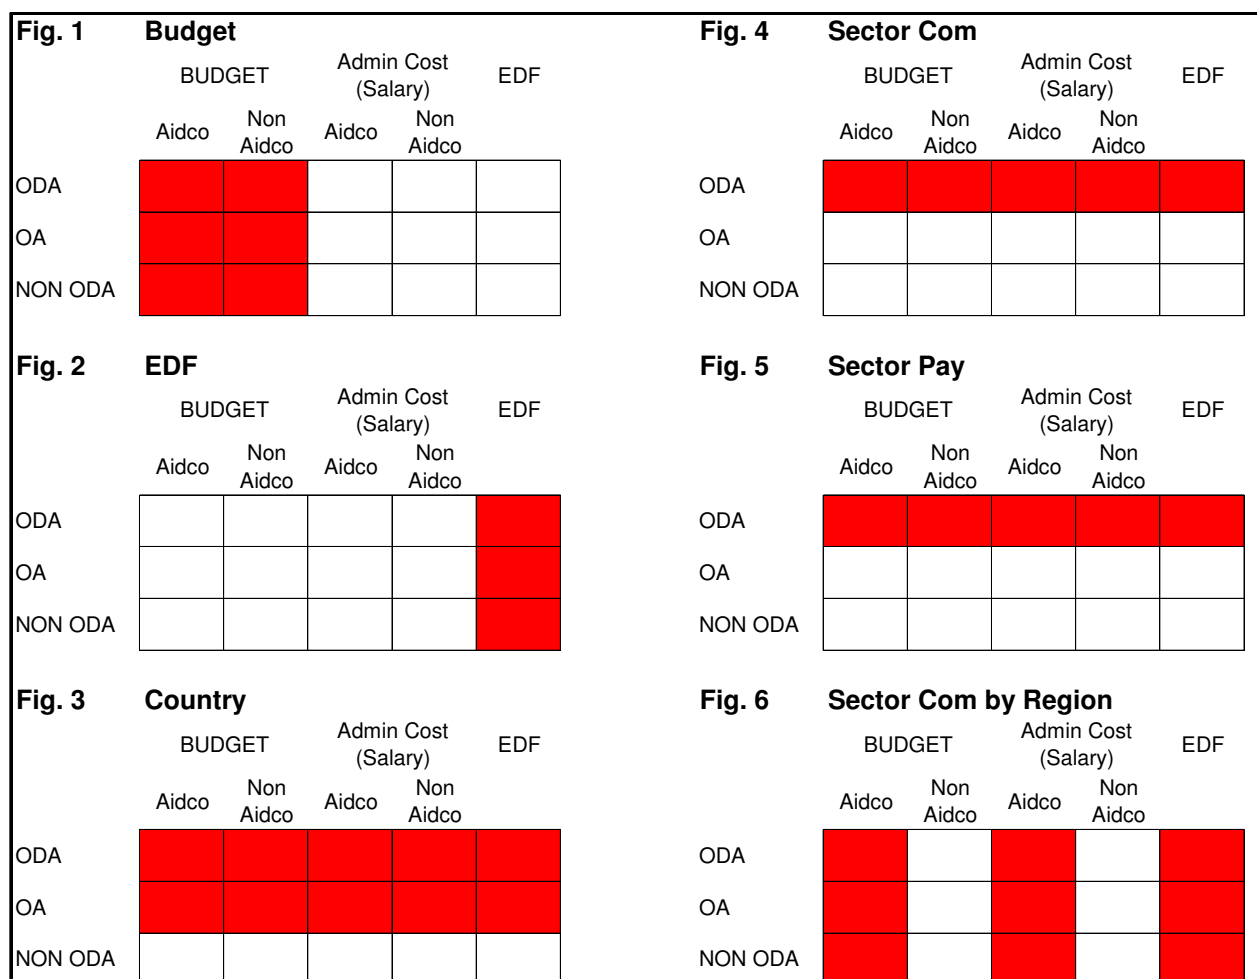 Fig. 1 Budget
BUDGET Admin Cost (Salary) EDF
Aidco Non Aidco Aidco Non Aidco
ODA
OA
NON ODA
Fig. 2 EDF
BUDGET Admin Cost (Salary) EDF
Aidco Non Aidco Aidco Non Aidco
ODA
OA
NON ODA
Fig. 3 Country
BUDGET Admin Cost (Salary) EDF
Aidco Non Aidco Aidco Non Aidco
ODA
OA
NON ODA
Fig. 4 Sector Com
BUDGET Admin Cost (Salary) EDF
Aidco Non Aidco Aidco Non Aidco
ODA
OA
NON ODA
Fig. 5 Sector Pay
BUDGET Admin Cost (Salary) EDF
Aidco Non Aidco Aidco Non Aidco
ODA
OA
NON ODA
Fig. 6 Sector Com by Region
BUDGET Admin Cost (Salary) EDF
Aidco Non Aidco Aidco Non Aidco
ODA
OA
NON ODA